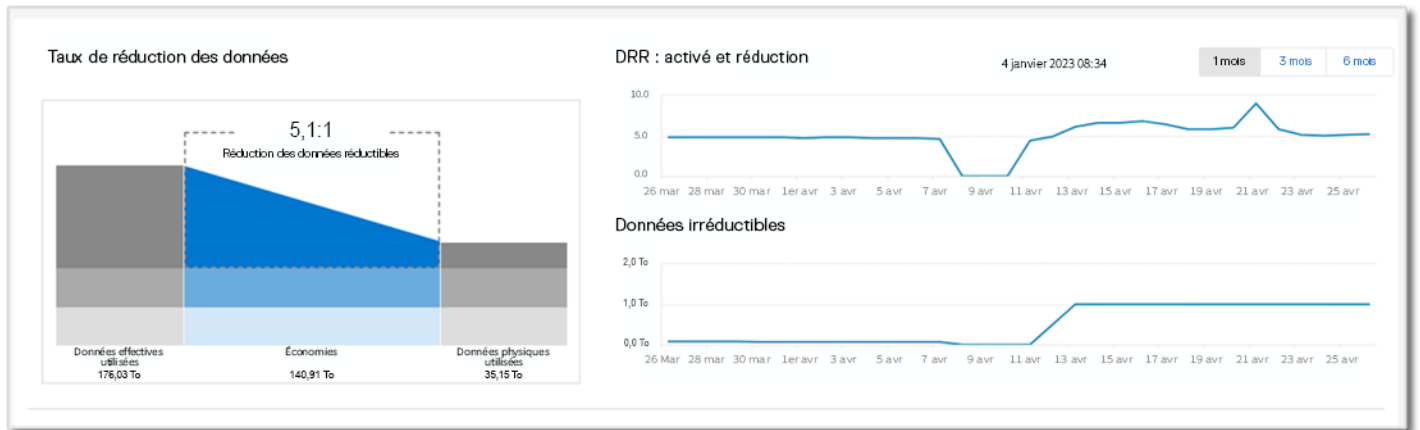 Taux de réduction des données
5,1:1
Réduction des données réductibles
Données effectives
utilisées
176,03 To
Économies
140,91 To
Données physiques
utilisées
35,15 To
DRR : activé et réduction
4 janvier 2023 08:34
1 mois
3 mois
6 mois
10.0
5.0
0.0
26 mar 28 mar 30 mar 1er avr 3 avr 5 avr 7 avr 9 avr 11 avr 13 avr 15 avr 17 avr 19 avr 21 avr 23 avr 25 avr
Données irréductibles
2,0 To
1,0 To
0,0 To
26 Mar 28 mar 30 mar 1er avr 3 avr 5 avr 7 avr 9 avr 11 avr 13 avr 15 avr 17 avr 19 avr 21 avr 23 avr 25 avr